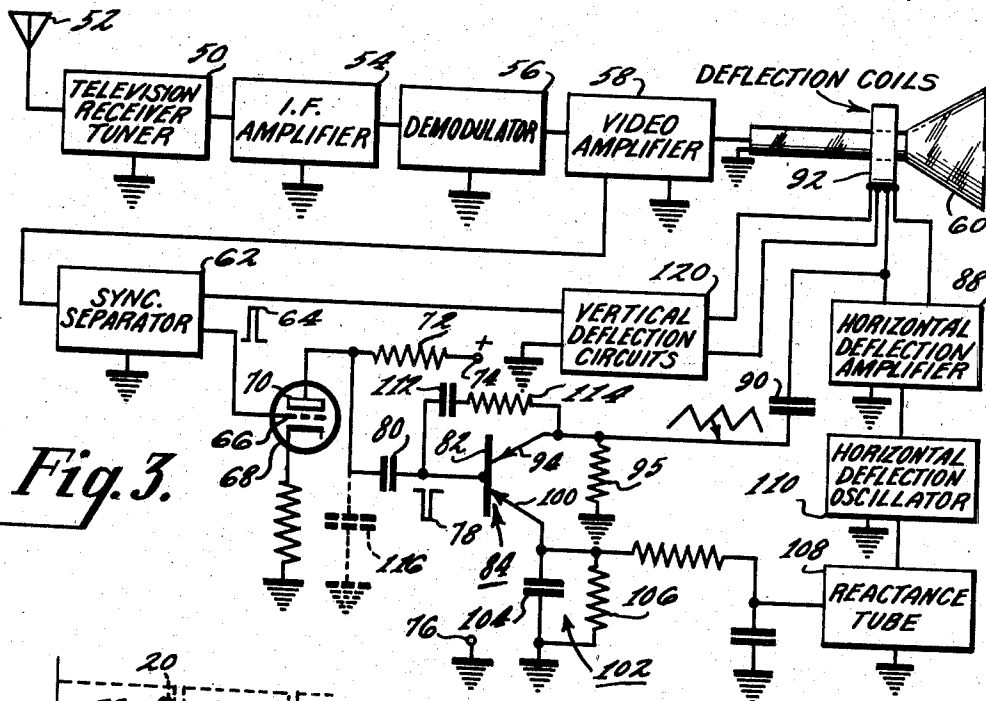 52
50
TELEVISION
RECEIVER
TUNER
54
I.F.
AMPLIFIER
56
DEMODULATOR
58
VIDEO
AMPLIFIER
DEFLECTION COILS
92
60
62
SYNC.
SEPARATOR
64
120
VERTICAL
DEFLECTION
CIRCUITS
88
HORIZONTAL
DEFLECTION
AMPLIFIER
72
+
74
70
66
68
112
114
80
82
94
95
90
100
78
84
116
110
HORIZONTAL
DEFLECTION
OSCILLATOR
Fig. 3.
108
REACTANCE
TUBE
76
104
106
102
20